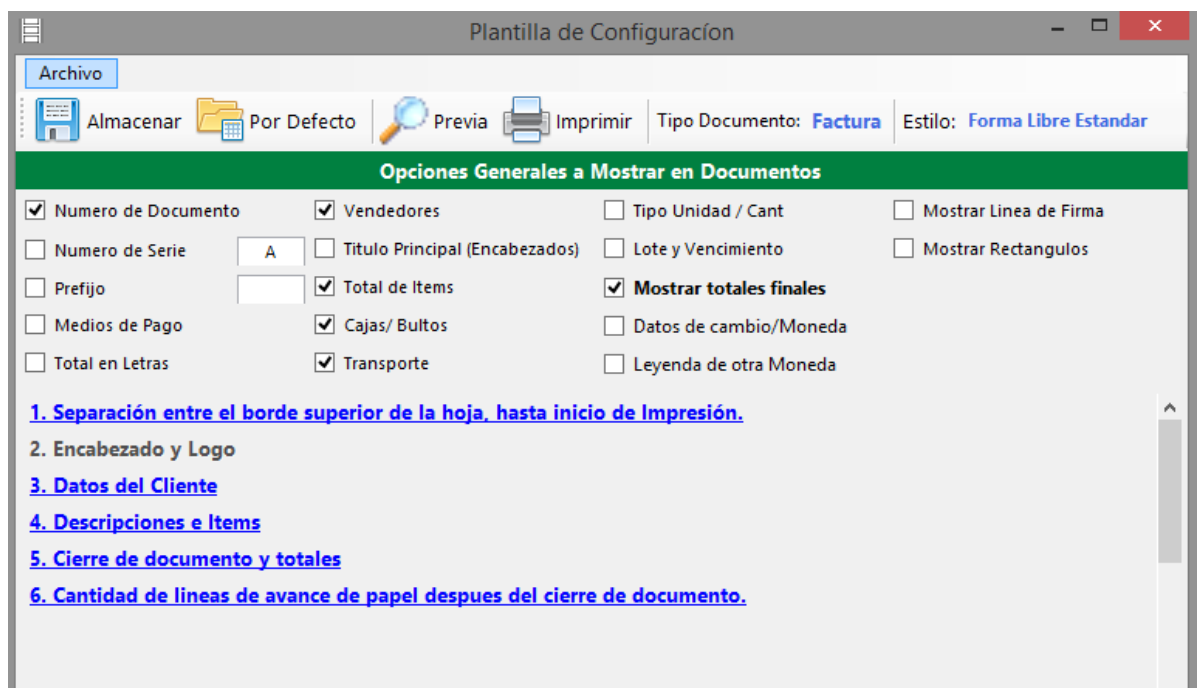 Plantilla de Configuracíon
Archivo
Almacenar Por Defecto Previa Imprimir Tipo Documento: Factura Estilo: Forma Libre Estandar
Opciones Generales a Mostrar en Documentos
Numero de Documento Vendedores Tipo Unidad / Cant Mostrar Linea de Firma
Numero de Serie A Titulo Principal (Encabezados) Lote y Vencimiento Mostrar Rectangulos
Prefijo Total de Items Mostrar totales finales
Medios de Pago Cajas/ Bultos Datos de cambio/Moneda
Total en Letras Transporte Leyenda de otra Moneda
1. Separación entre el borde superior de la hoja, hasta inicio de Impresión.
2. Encabezado y Logo
3. Datos del Cliente
4. Descripciones e Items
5. Cierre de documento y totales
6. Cantidad de lineas de avance de papel despues del cierre de documento.